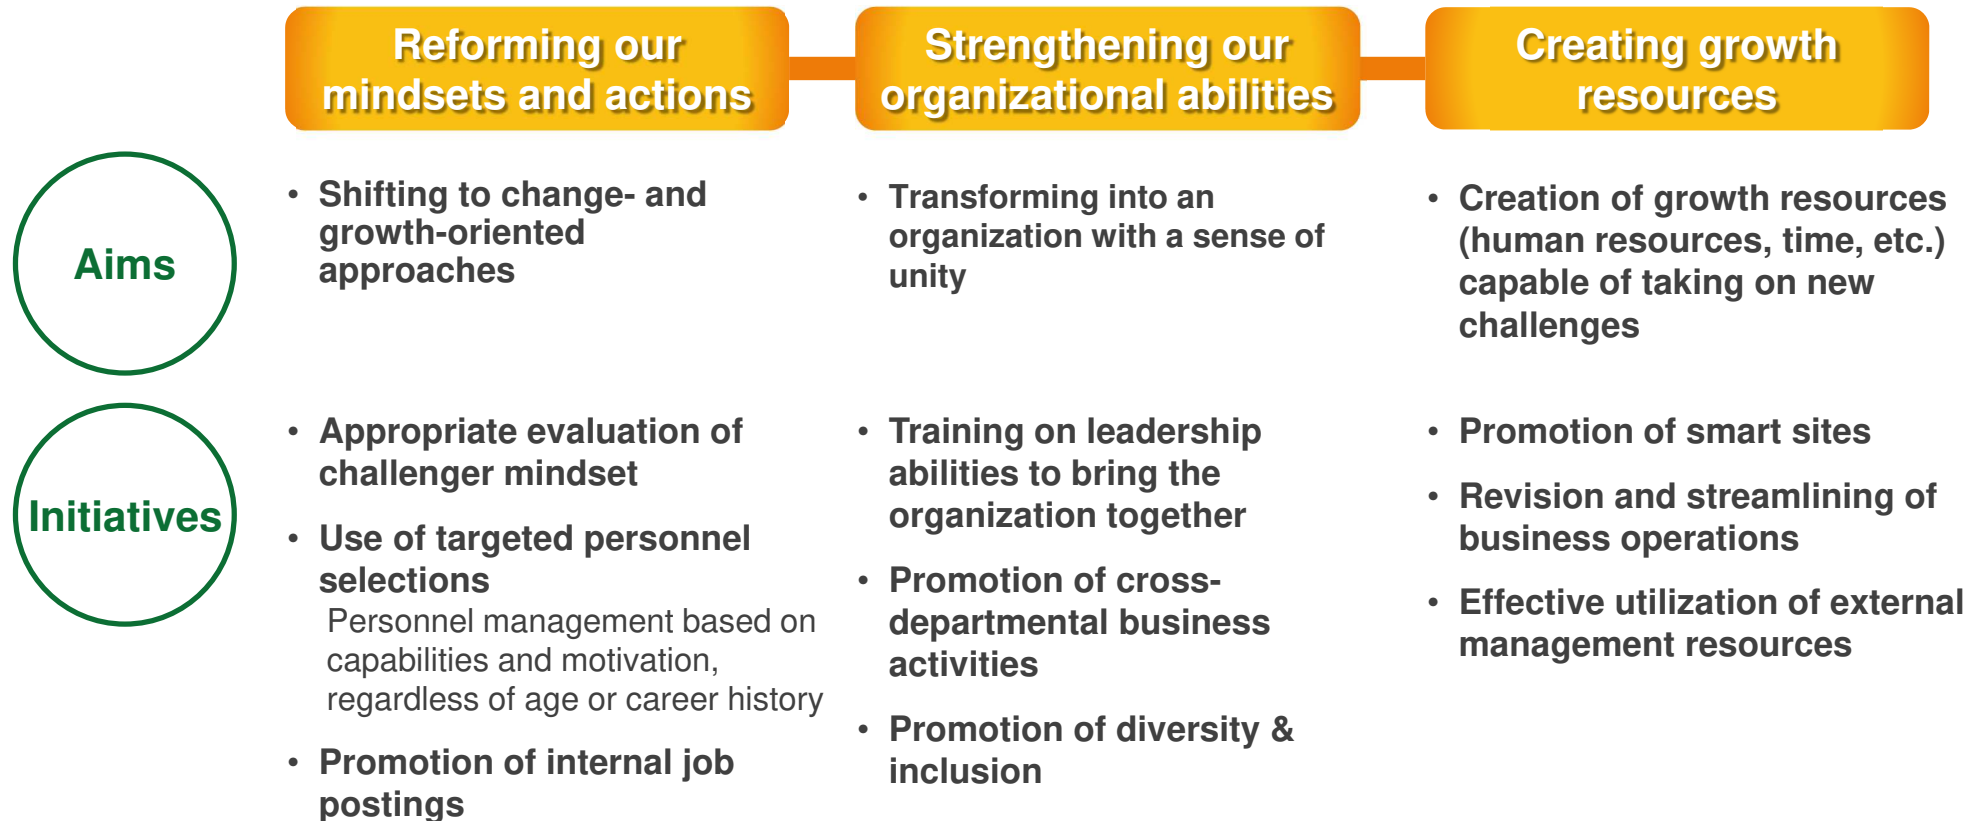 Reforming our
mindsets and actions
Strengthening our
organizational abilities
Creating growth
resources
Aims
• Shifting to change- and
growth-oriented
approaches
• Transforming into an
organization with a sense of
unity
• Creation of growth resources
(human resources, time, etc.)
capable of taking on new
challenges
Initiatives
• Appropriate evaluation of
challenger mindset
• Use of targeted personnel
selections
Personnel management based on
capabilities and motivation,
regardless of age or career history
• Promotion of internal job
postings
• Training on leadership
abilities to bring the
organization together
• Promotion of cross-
departmental business
activities
• Promotion of diversity &
inclusion
• Promotion of smart sites
• Revision and streamlining of
business operations
• Effective utilization of external
management resources